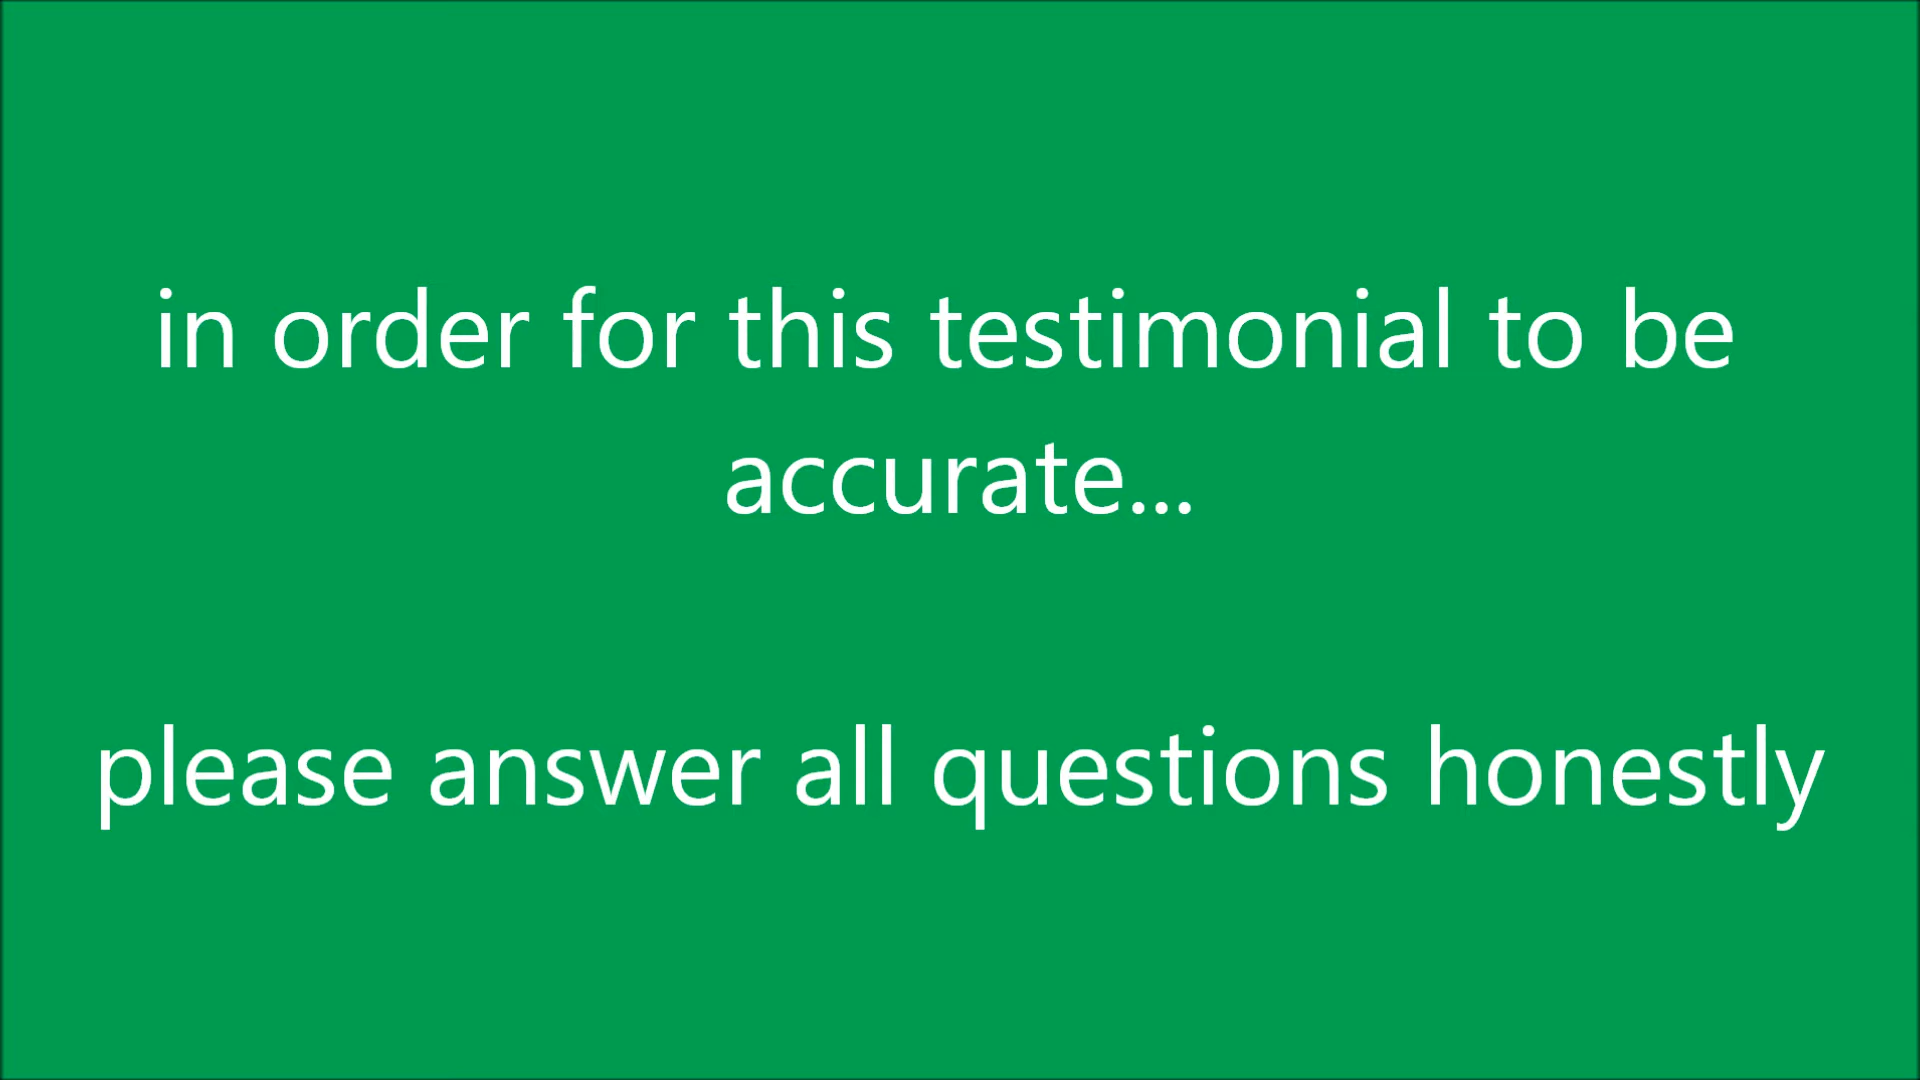 in order for this testimonial to be
accurate...
please answer all questions honestly